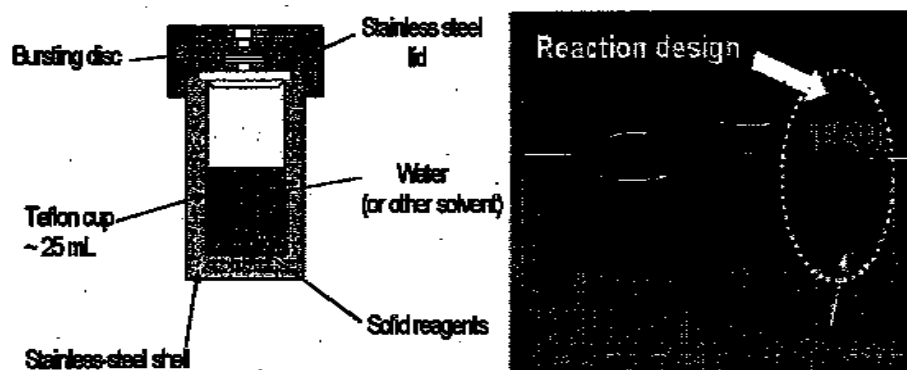 Bursting disc
Stainless steel
lid
Teflon cup
~ 25 mL
Water
(or other solvent)
Solid reagents
Stainless-steel shell
Reaction design